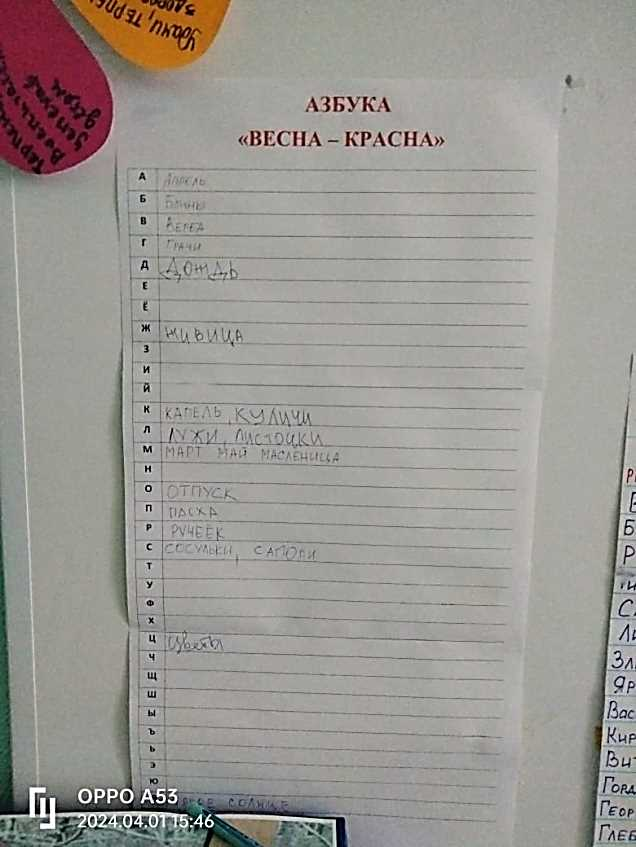 АЗБУКА
«ВЕСНА – КРАСНА»
А АПРЕЛЬ
Б БЛИНЫ
В ВЕРБА
Г ГРАЧИ
Д ДОЖДЬ
Е
Ё
Ж ЖИВИЦА
З
И
Й
К КАПЕЛЬ, КУЛИЧИ
Л ЛУЖИ, ЛИСТОЧКИ
М МАРТ МАЙ МАСЛЕНИЦА
Н
О ОТПУСК
П ПАСХА
Р РУЧЕЁК
С СОСУЛЬКИ, САПОГИ
Т
У
Ф
Х
Ц Цветы
Ч
Щ
Ш
Ы
Ъ
Ь
Э
Ю
СОЛНЦЕ
OPPO A53
2024.04.01 15:46